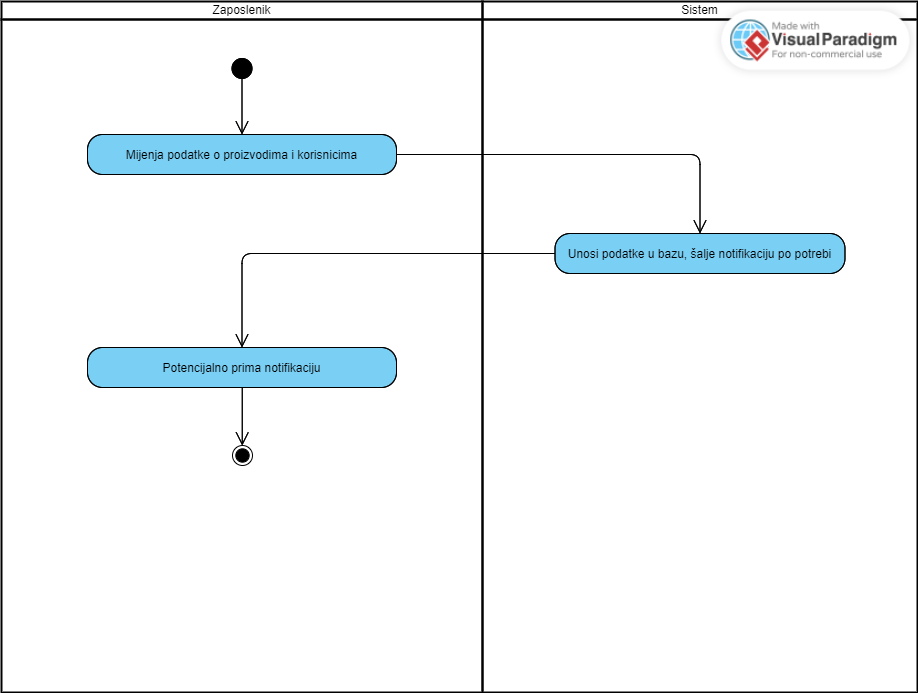 Zaposlenik
Sistem
Made with
Visual Paradigm
For non-commercial use
Mijenja podatke o proizvodima i korisnicima
Unosi podatke u bazu, šalje notifikaciju po potrebi
Potencijalno prima notifikaciju